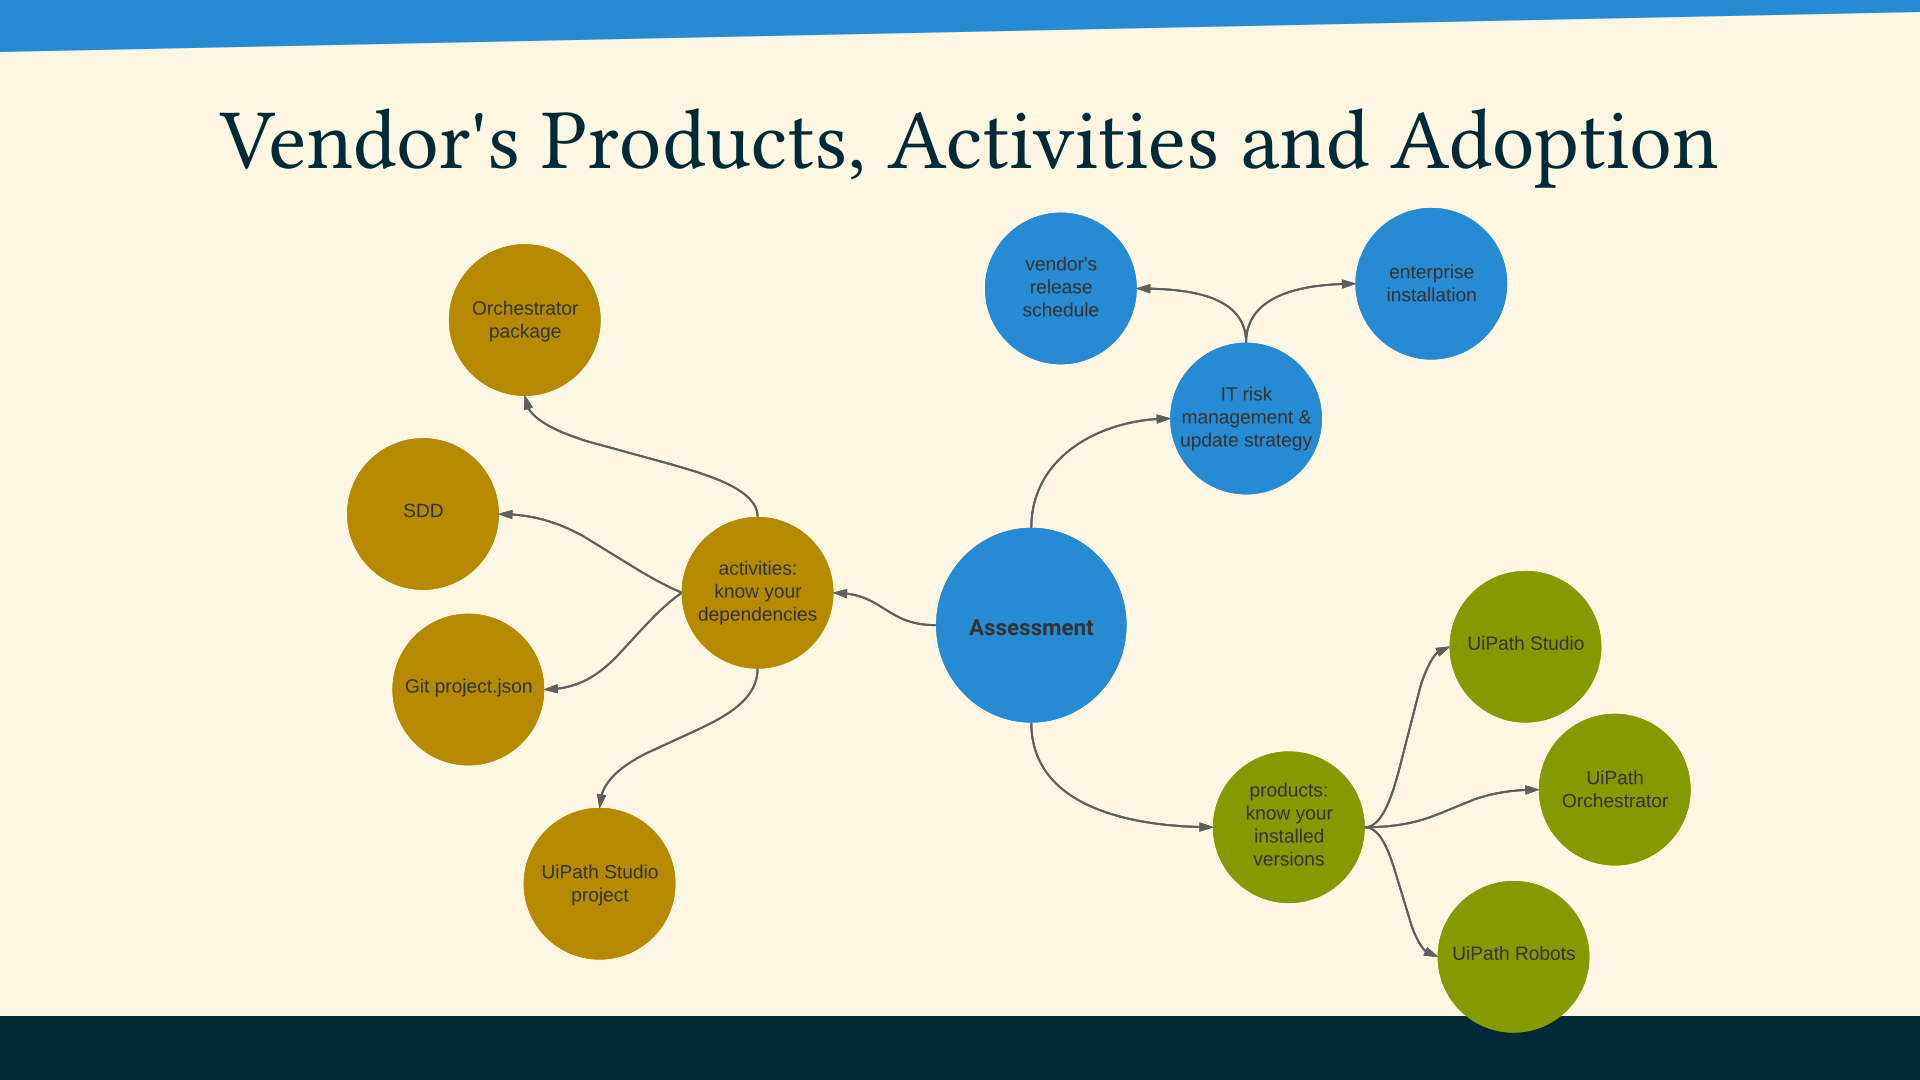 Vendor's Products, Activities and Adoption
vendor's
release
schedule
enterprise
installation
Orchestrator
package
IT risk
management &
update strategy
SDD
activities:
know your
dependencies
Assessment
UiPath Studio
Git project.json
UiPath
Orchestrator
products:
know your
installed
versions
UiPath Studio
project
UiPath Robots